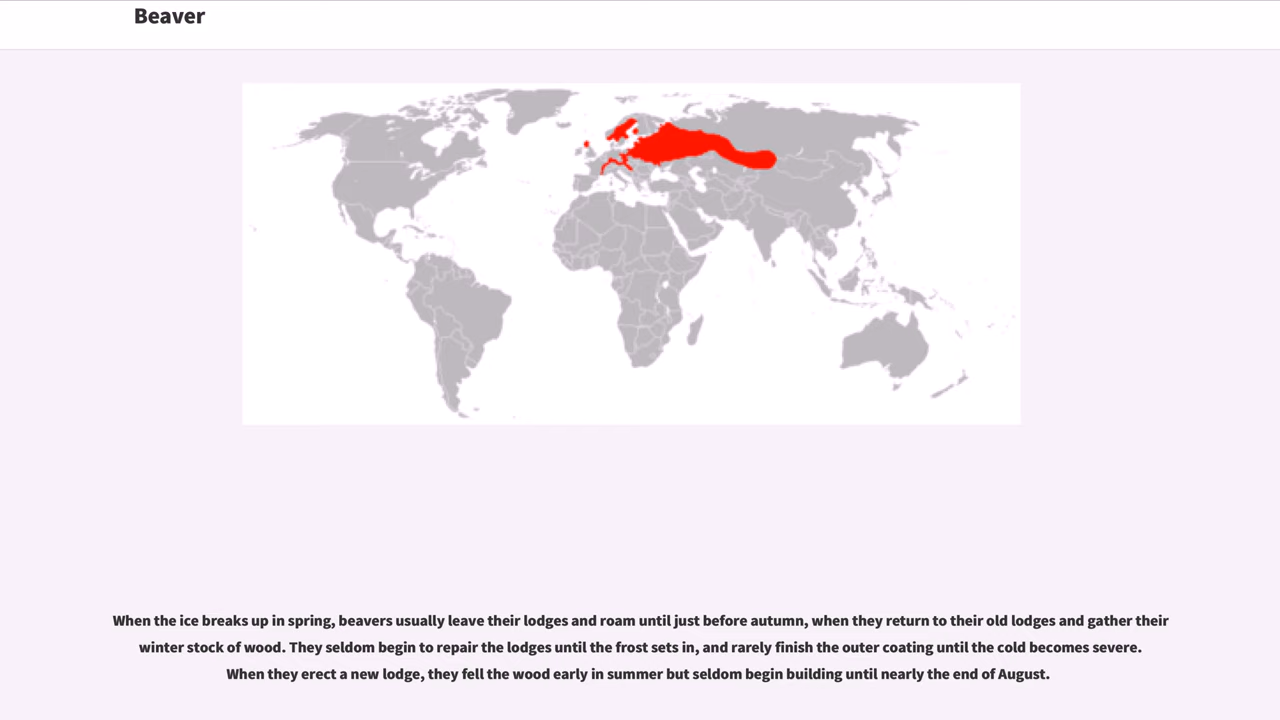 Beaver
When the ice breaks up in spring, beavers usually leave their lodges and roam until just before autumn, when they return to their old lodges and gather their
winter stock of wood. They seldom begin to repair the lodges until the frost sets in, and rarely finish the outer coating until the cold becomes severe.
When they erect a new lodge, they fell the wood early in summer but seldom begin building until nearly the end of August.